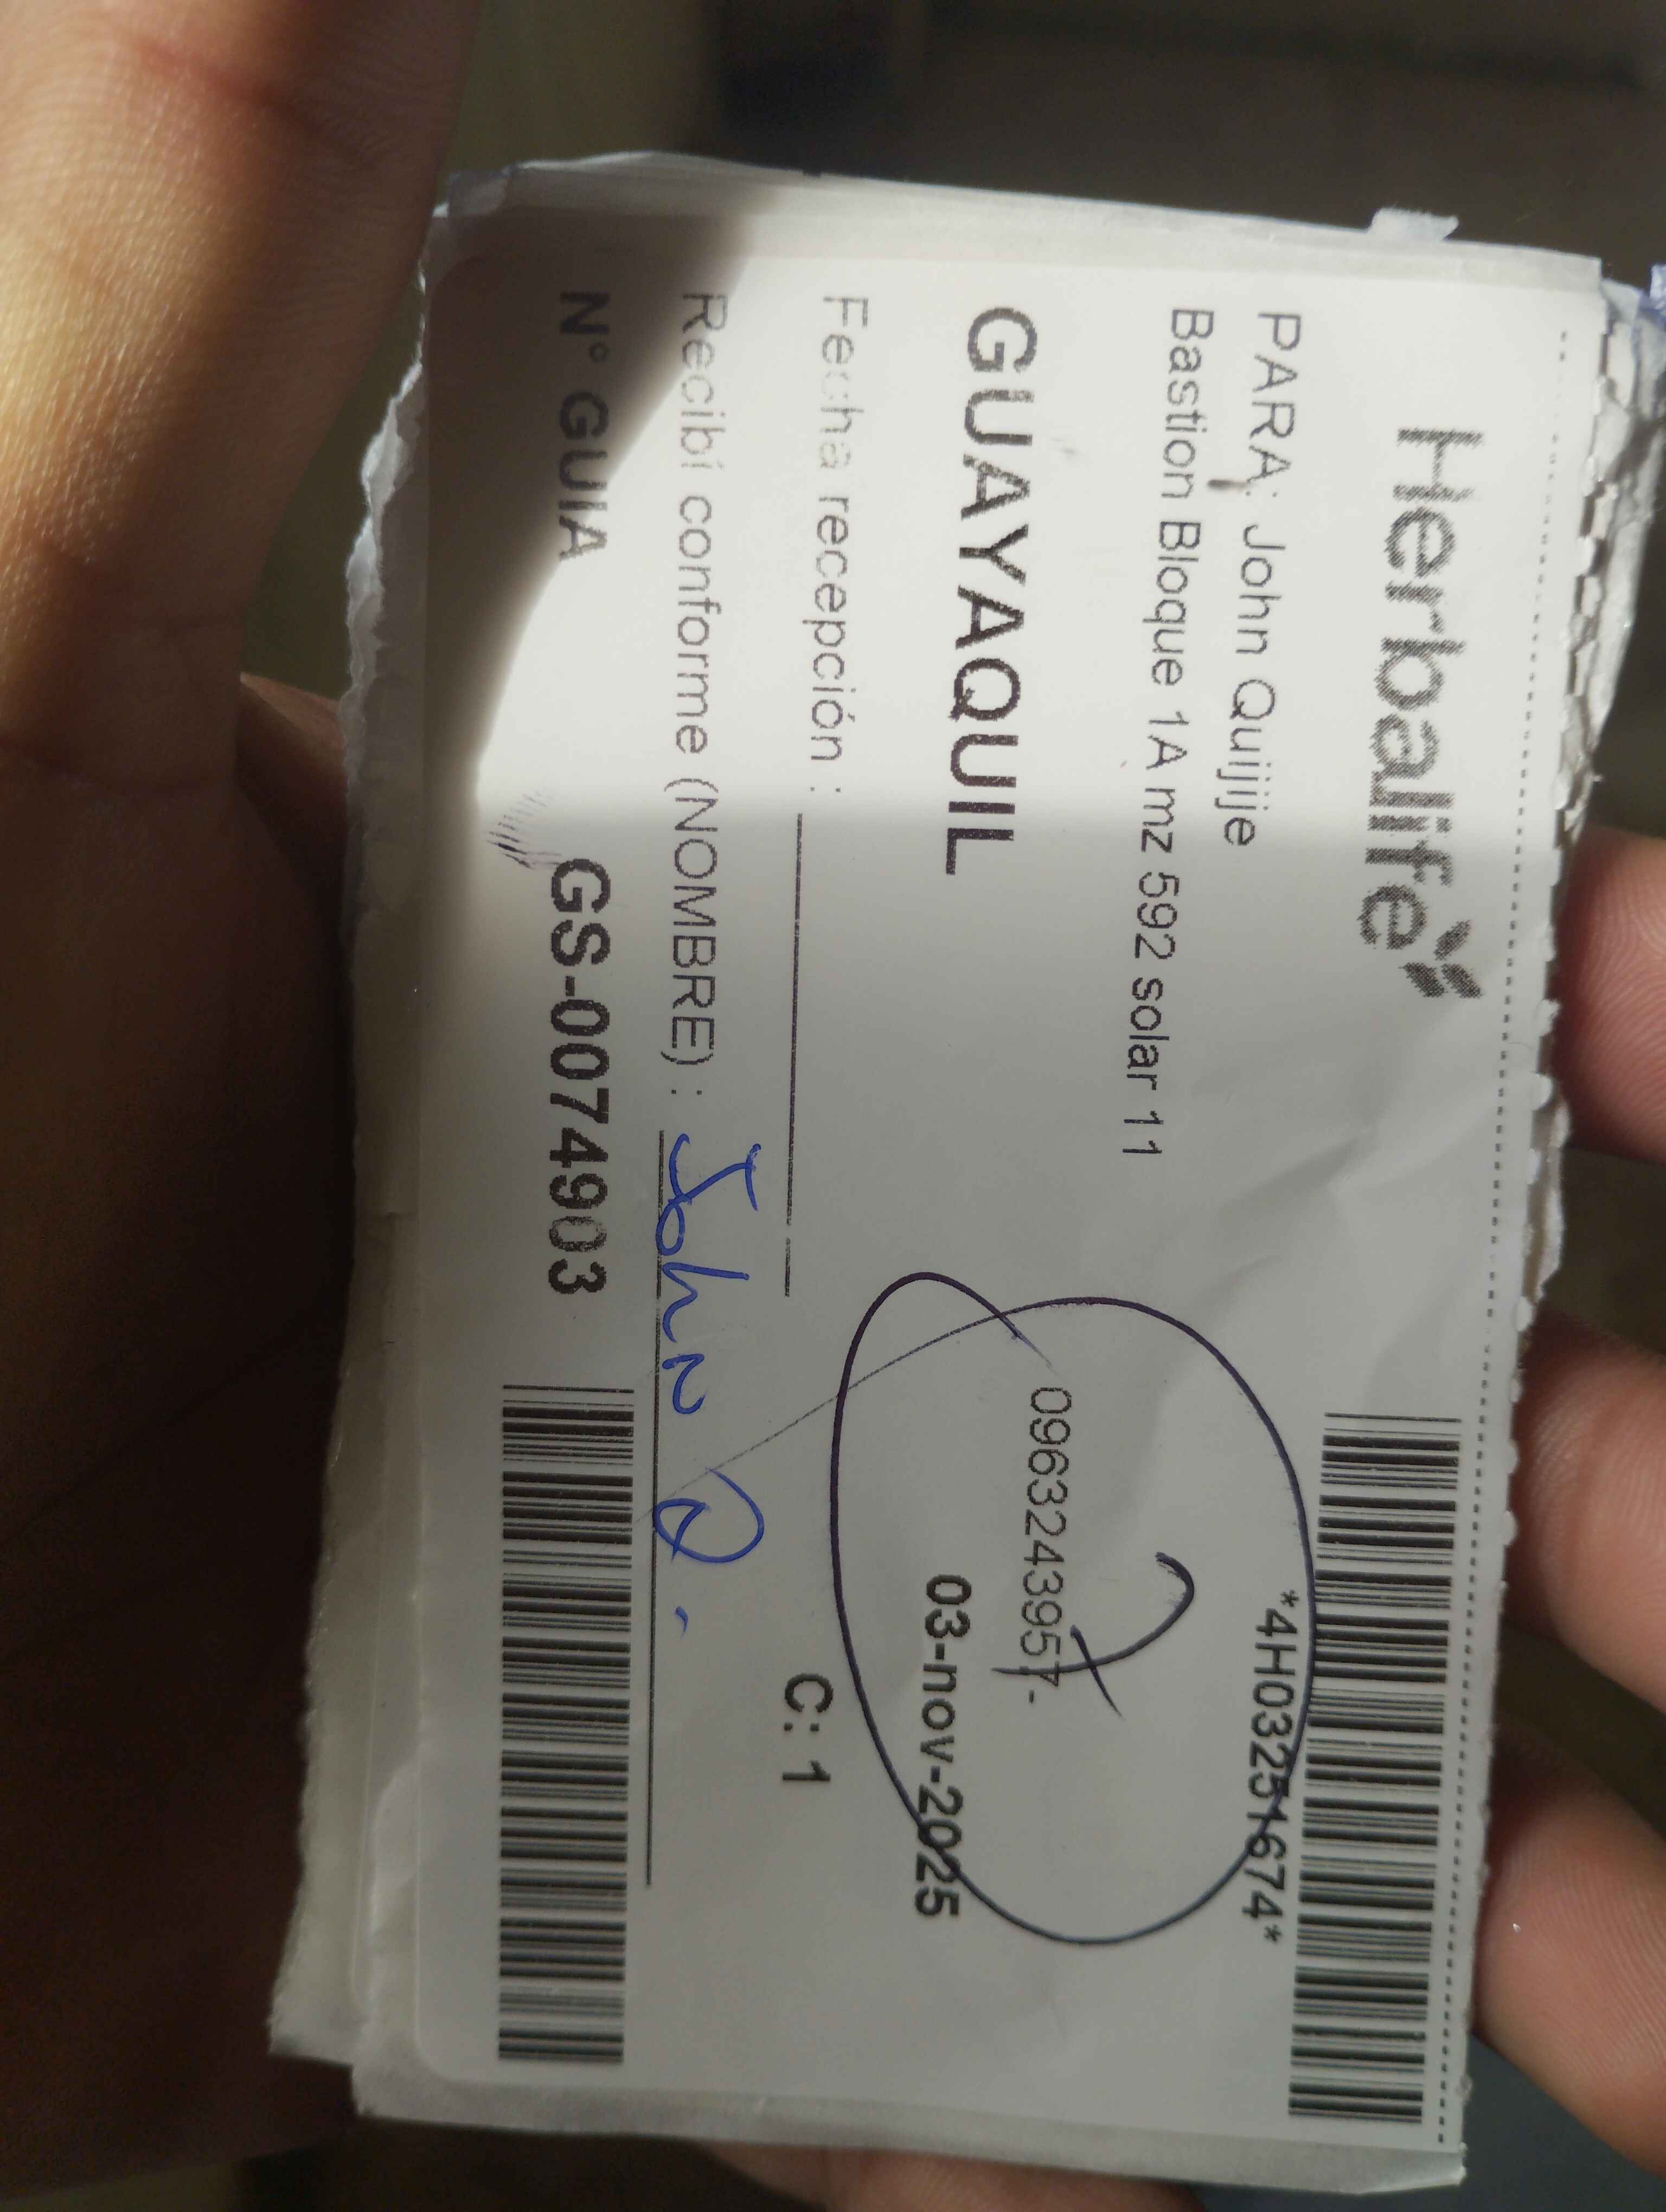 Herbalife
*4H03251674*
PARA: John Quijije
Bastion Bloque 1A mz 592 solar 11
0963243957-
GUAYAQUIL
03-nov-2025
Fecha recepción :
C: 1
Recibí conforme (NOMBRE) : John Q.
N° GUIA GS-0074903